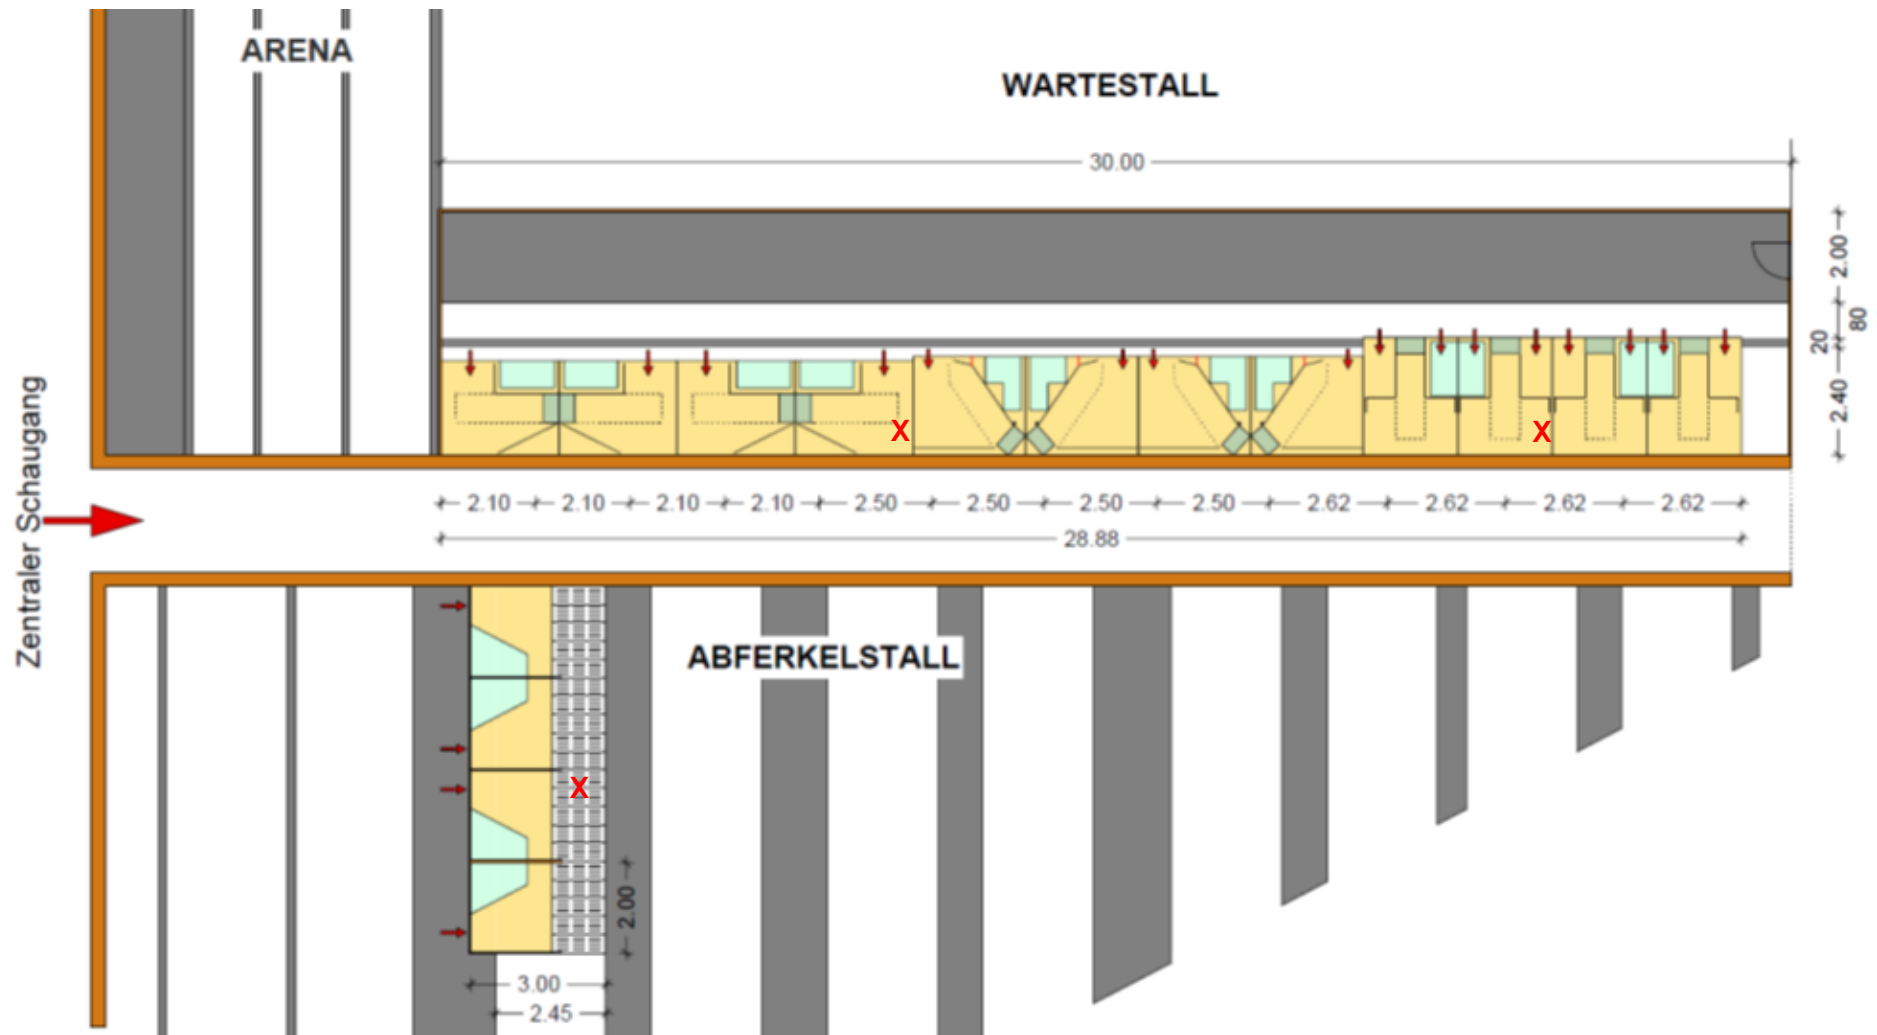 ARENA
WARTESTALL
30.00
2.00
80
20
2.40
X
X
2.10 2.10 2.10 2.10 2.50 2.50 2.50 2.50 2.62 2.62 2.62 2.62
28.88
Zentraler Schaugang
ABFERKELSTALL
X
2.00
3.00
2.45